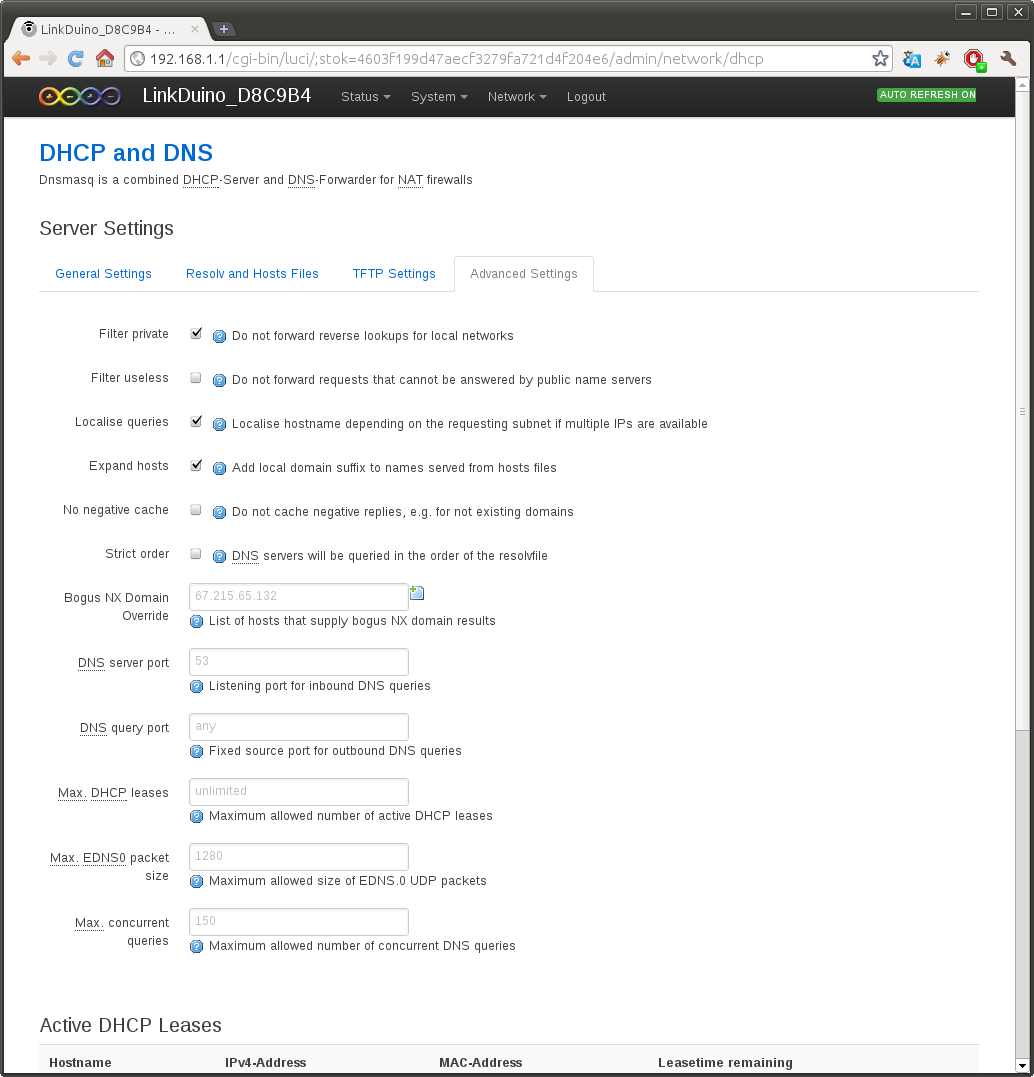 LinkDuino_D8C9B4 - ...
192.168.1.1/cgi-bin/luci/;stok=4603f199d47aecf3279fa721d4f204e6/admin/network/dhcp
LinkDuino_D8C9B4 Status System Network Logout AUTO REFRESH ON
DHCP and DNS
Dnsmasq is a combined DHCP-Server and DNS-Forwarder for NAT firewalls
Server Settings
General Settings Resolv and Hosts Files TFTP Settings Advanced Settings
Filter private Do not forward reverse lookups for local networks
Filter useless Do not forward requests that cannot be answered by public name servers
Localise queries Localise hostname depending on the requesting subnet if multiple IPs are available
Expand hosts Add local domain suffix to names served from hosts files
No negative cache Do not cache negative replies, e.g. for not existing domains
Strict order DNS servers will be queried in the order of the resolvfile
Bogus NX Domain Override 67.215.65.132
List of hosts that supply bogus NX domain results
DNS server port 53
Listening port for inbound DNS queries
DNS query port any
Fixed source port for outbound DNS queries
Max. DHCP leases unlimited
Maximum allowed number of active DHCP leases
Max. EDNS0 packet size 1280
Maximum allowed size of EDNS.0 UDP packets
Max. concurrent queries 150
Maximum allowed number of concurrent DNS queries
Active DHCP Leases
Hostname IPv4-Address MAC-Address Leasetime remaining